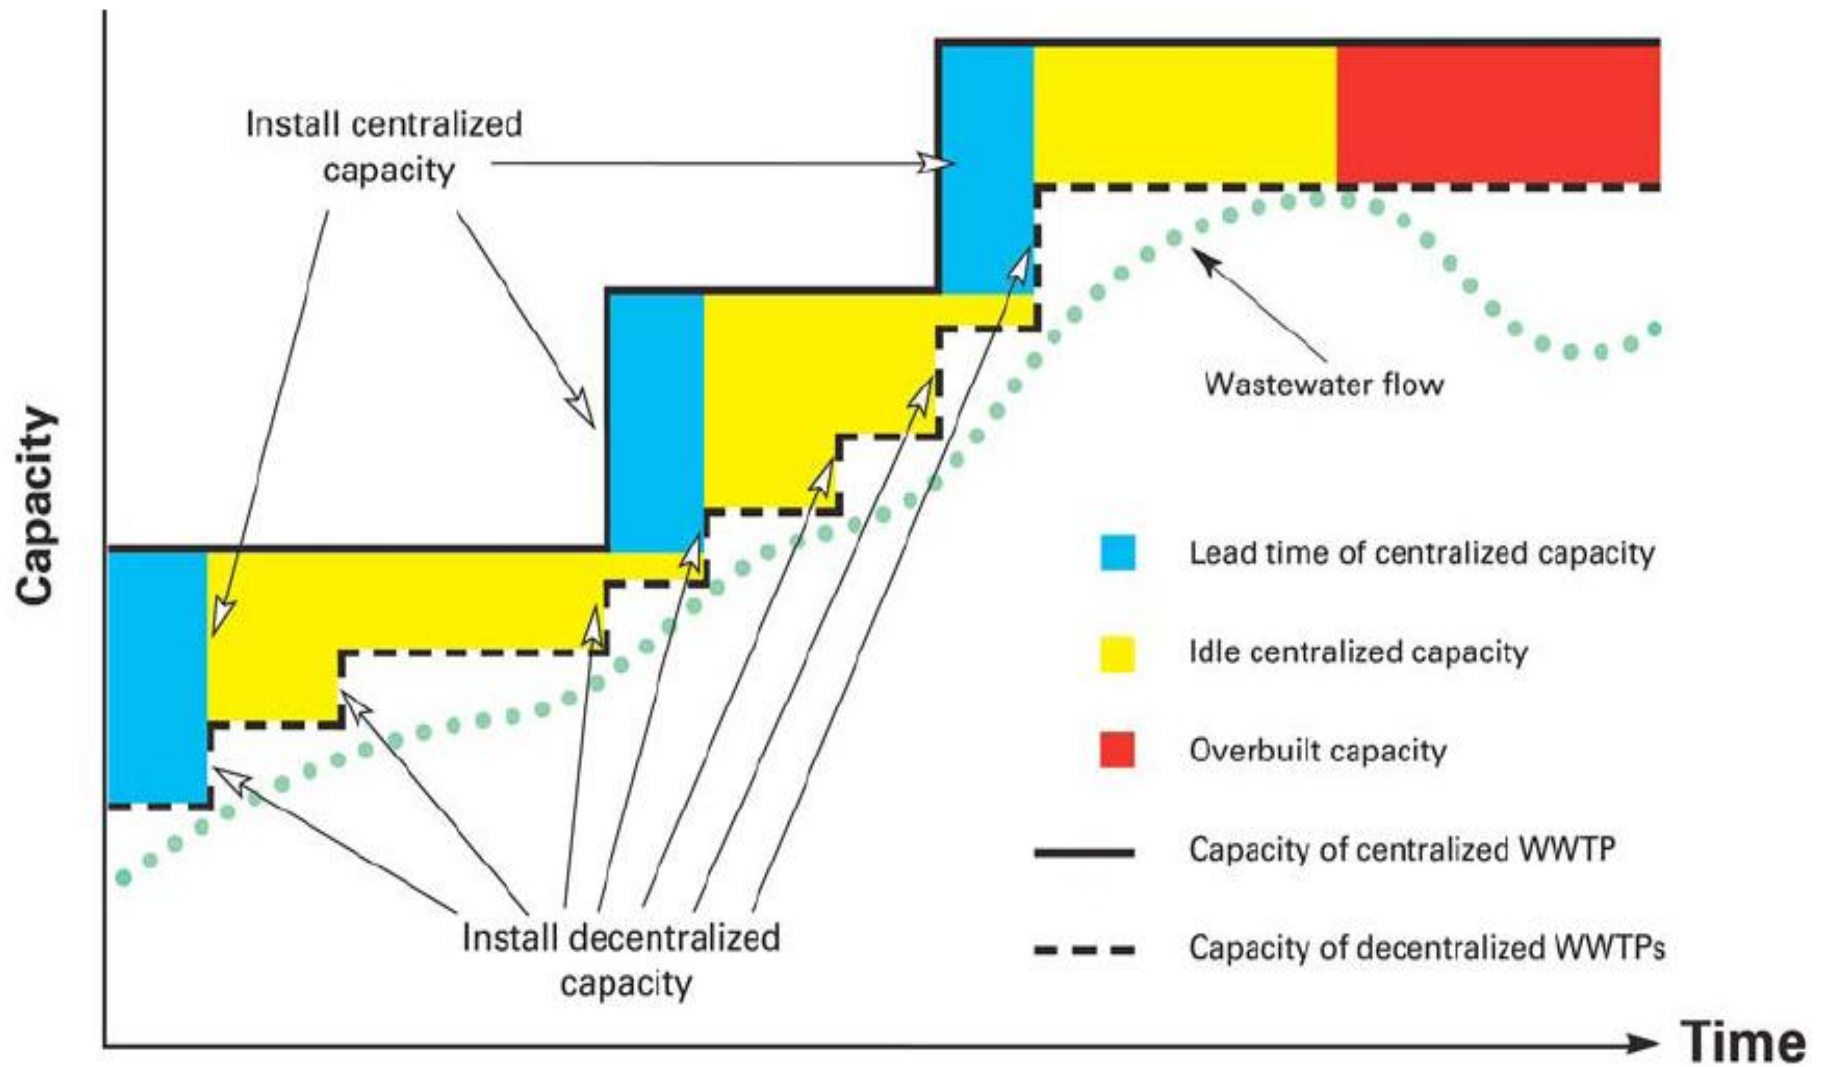 Install centralized
capacity
Capacity
Wastewater flow
Lead time of centralized capacity
Idle centralized capacity
Overbuilt capacity
Capacity of centralized WWTP
Capacity of decentralized WWTPs
Install decentralized
capacity
Time